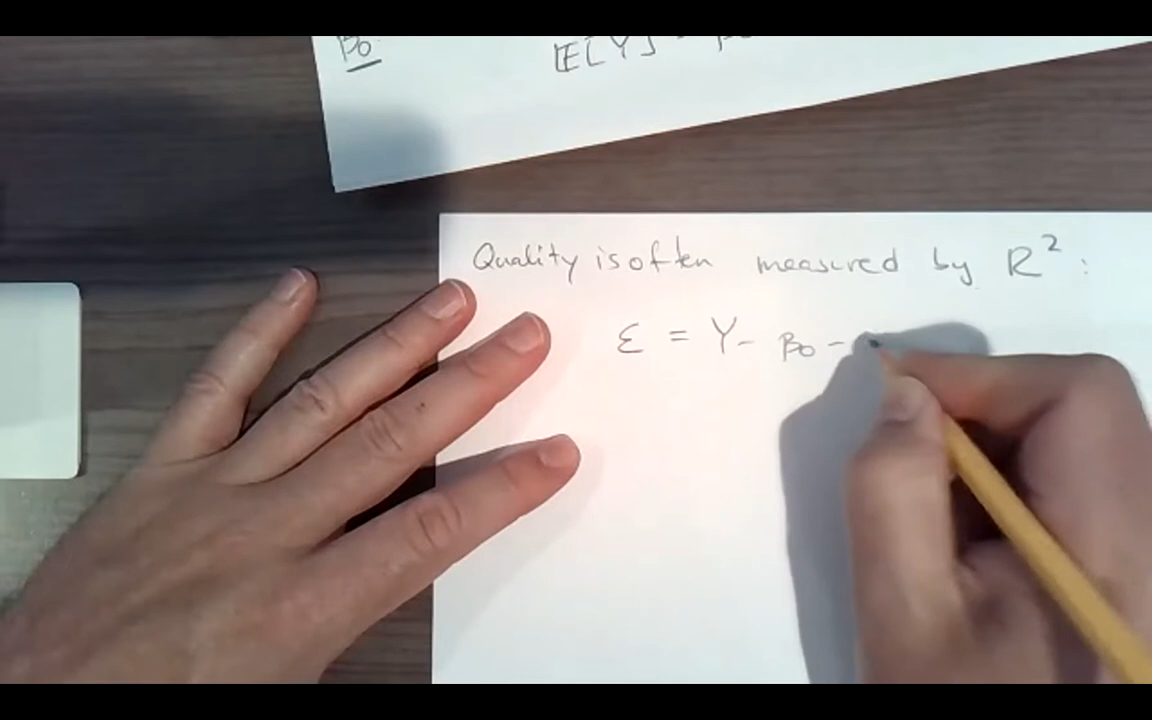 β0
E[Y] =
Quality is often measured by R²:
ε = Y - β0 -